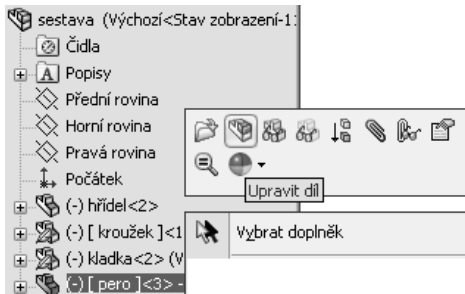 sestava (Výchozí<Stav zobrazení-1
Čidla
Popisy
Přední rovina
Horní rovina
Pravá rovina
Počátek
(-) hřídel<2>
(-) [ kroužek ]<1
(-) kladka<2> (V
(-) [ pero ]<3> -
Upravit díl
Vybrat doplněk